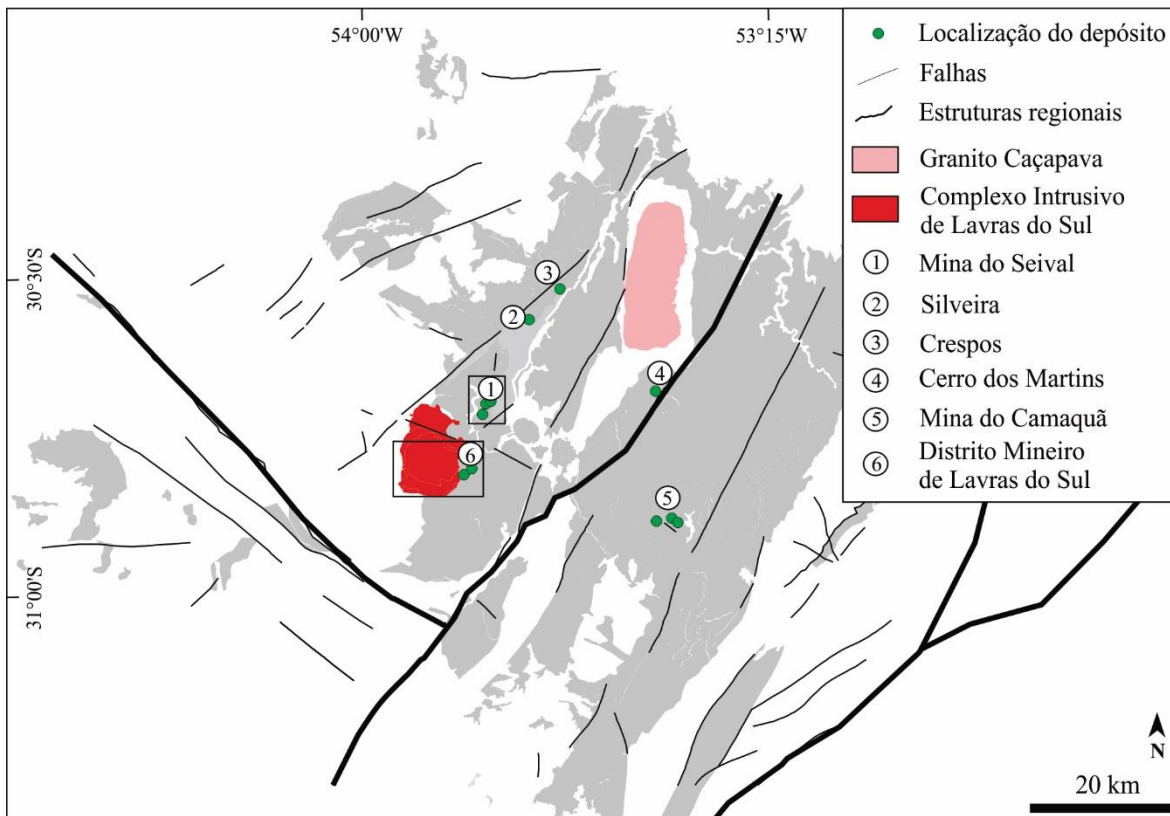 54°00'W
53°15'W
30°30'S
31°00'S
Localização do depósito
Falhas
Estruturas regionais
Granito Caçapava
Complexo Intrusivo
de Lavras do Sul
1 Mina do Seival
2 Silveira
3 Crespos
4 Cerro dos Martins
5 Mina do Camaquã
6 Distrito Mineiro
de Lavras do Sul
3
2
1
4
6
5
N
20 km